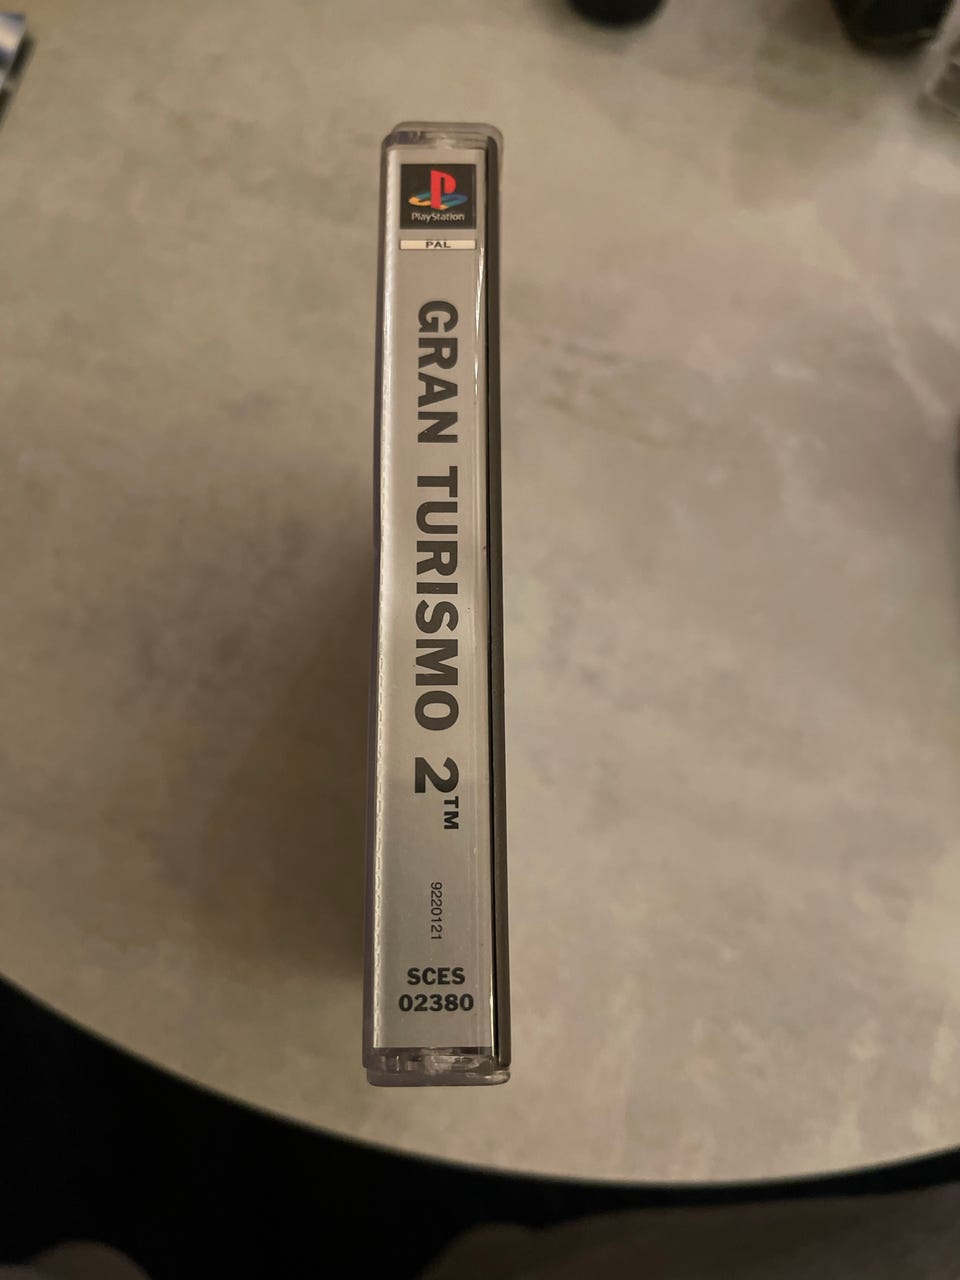 PlayStation
PAL
GRAN TURISMO 2™
9220121
SCES
02380